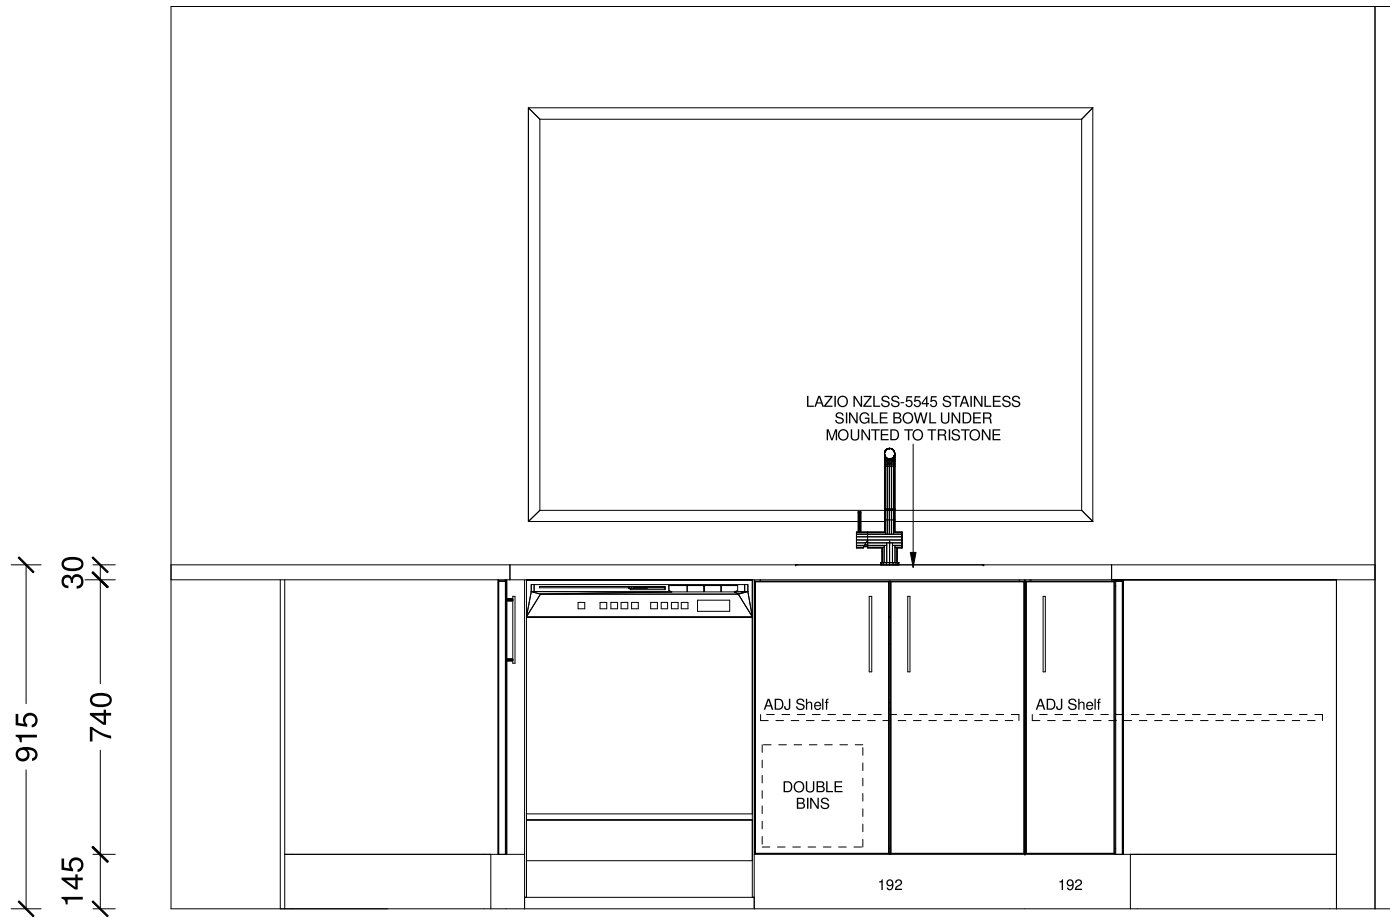 LAZIO NZLSS-5545 STAINLESS
SINGLE BOWL UNDER
MOUNTED TO TRISTONE
30
915
740
145
ADJ Shelf
ADJ Shelf
DOUBLE
BINS
192
192